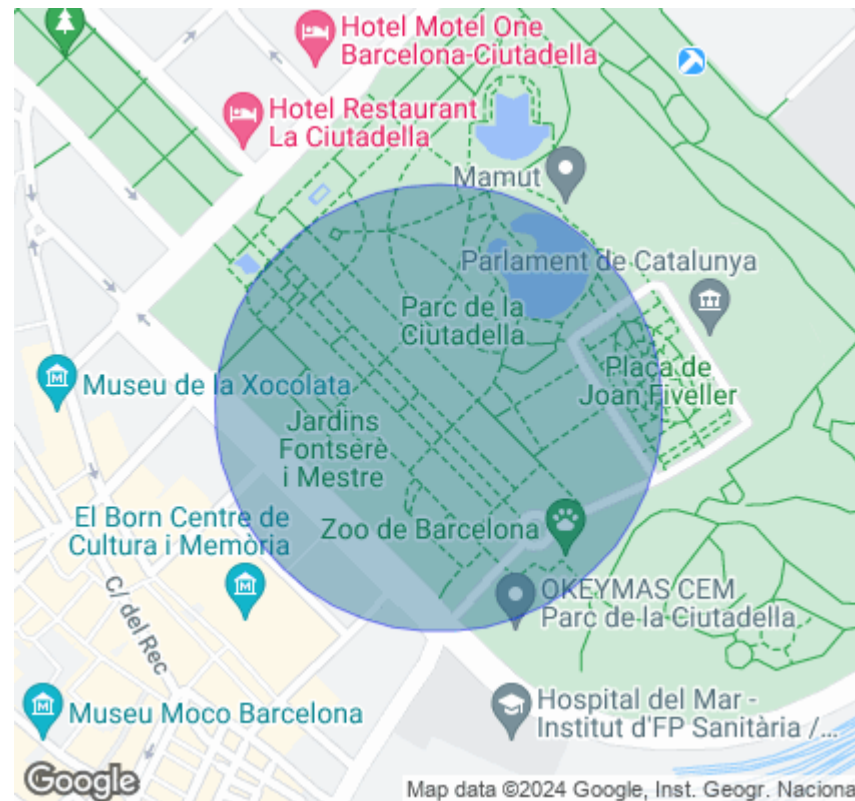 Hotel Motel One
Barcelona-Ciutadella
Hotel Restaurant
La Ciutadella
Mamut
Parlament de Catalunya
Parc de la
Ciutadella
Plaça de
Joan Fiveller
Museu de la Xocolata
Jardins
Fontserè
i Mestre
El Born Centre de
Cultura i Memòria
Zoo de Barcelona
OKEYMAS CEM
Parc de la Ciutadella
C/ del Rec
Museu Moco Barcelona
Hospital del Mar -
Institut d'FP Sanitària /...
Google
Map data ©2024 Google, Inst. Geogr. Naciona